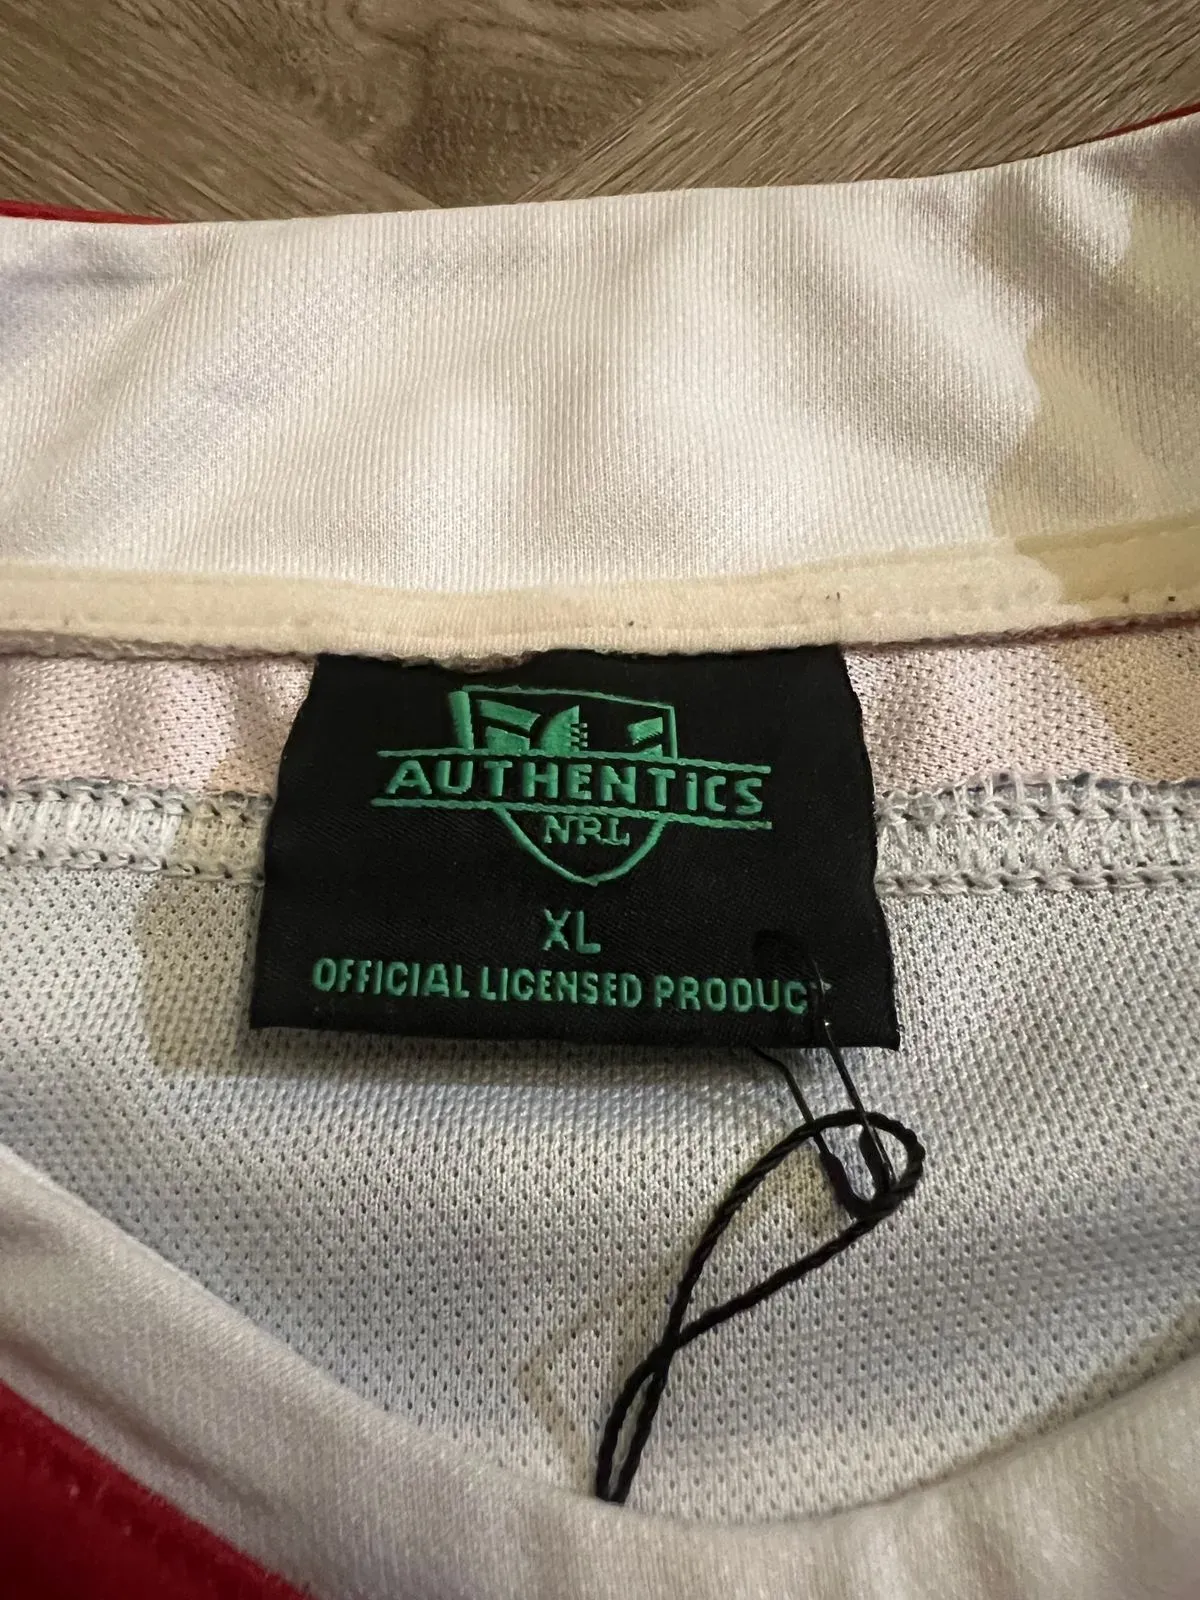 AUTHENTICS
NRL
XL
OFFICIAL LICENSED PRODUCT